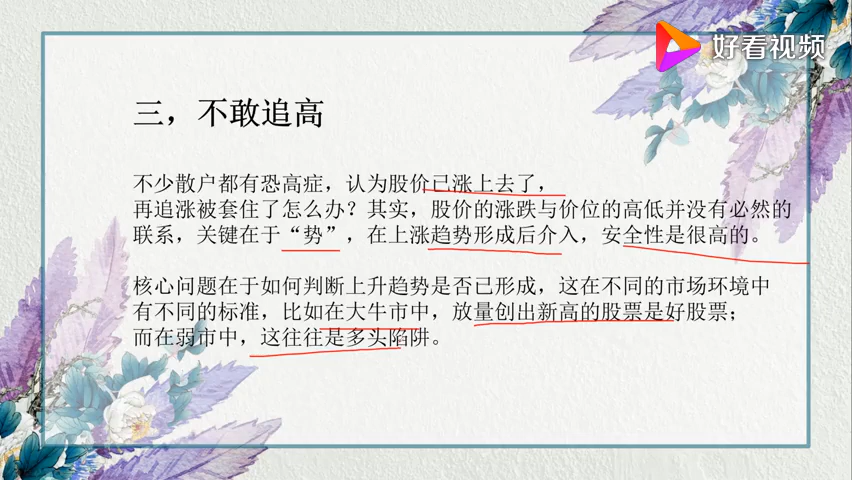 好看视频
三，不敢追高
不少散户都有恐高症，认为股价已涨上去了，
再追涨被套住了怎么办？其实，股价的涨跌与价位的高低并没有必然的
联系，关键在于“势”，在上涨趋势形成后介入，安全性是很高的。
核心问题在于如何判断上升趋势是否已形成，这在不同的市场环境中
有不同的标准，比如在大牛市中，放量创出新高的股票是好股票；
而在弱市中，这往往是多头陷阱。